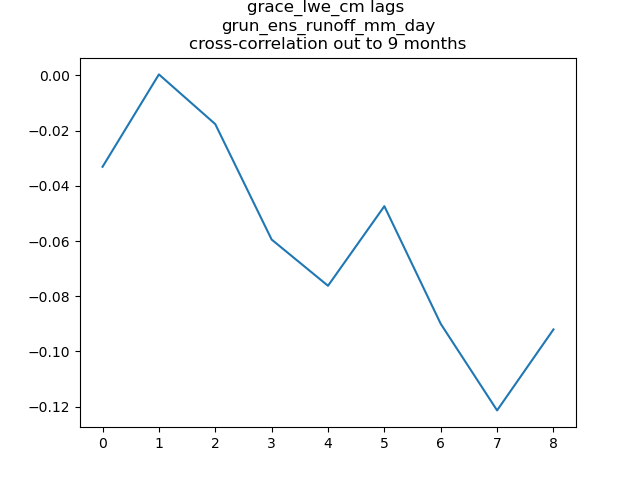 grace_lwe_cm lags
grun_ens_runoff_mm_day
cross-correlation out to 9 months
0.00
−0.02
−0.04
−0.06
−0.08
−0.10
−0.12
0 1 2 3 4 5 6 7 8